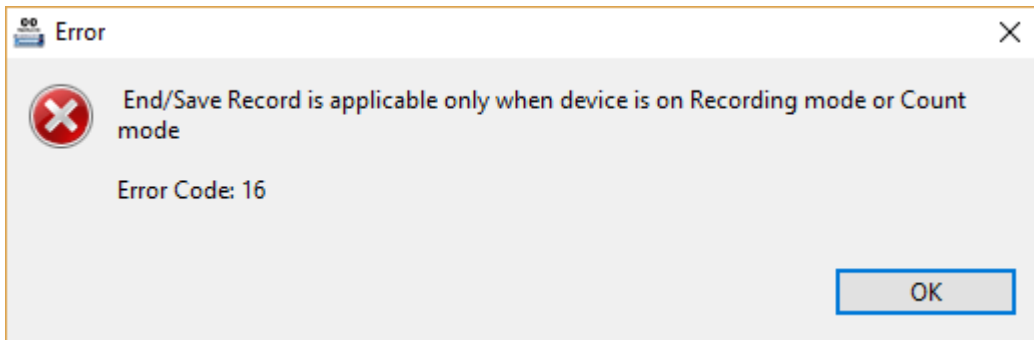 Error
End/Save Record is applicable only when device is on Recording mode or Count
mode
Error Code: 16
OK